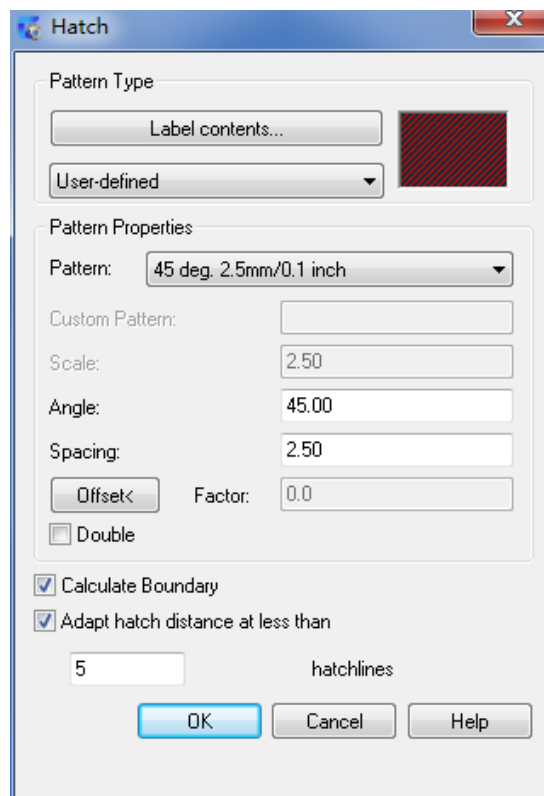 Hatch
Pattern Type
Label contents...
User-defined
Pattern Properties
Pattern: 45 deg. 2.5mm/0.1 inch
Custom Pattern:
Scale: 2.50
Angle: 45.00
Spacing: 2.50
Offset< Factor: 0.0
Double
Calculate Boundary
Adapt hatch distance at less than
5 hatchlines
OK Cancel Help